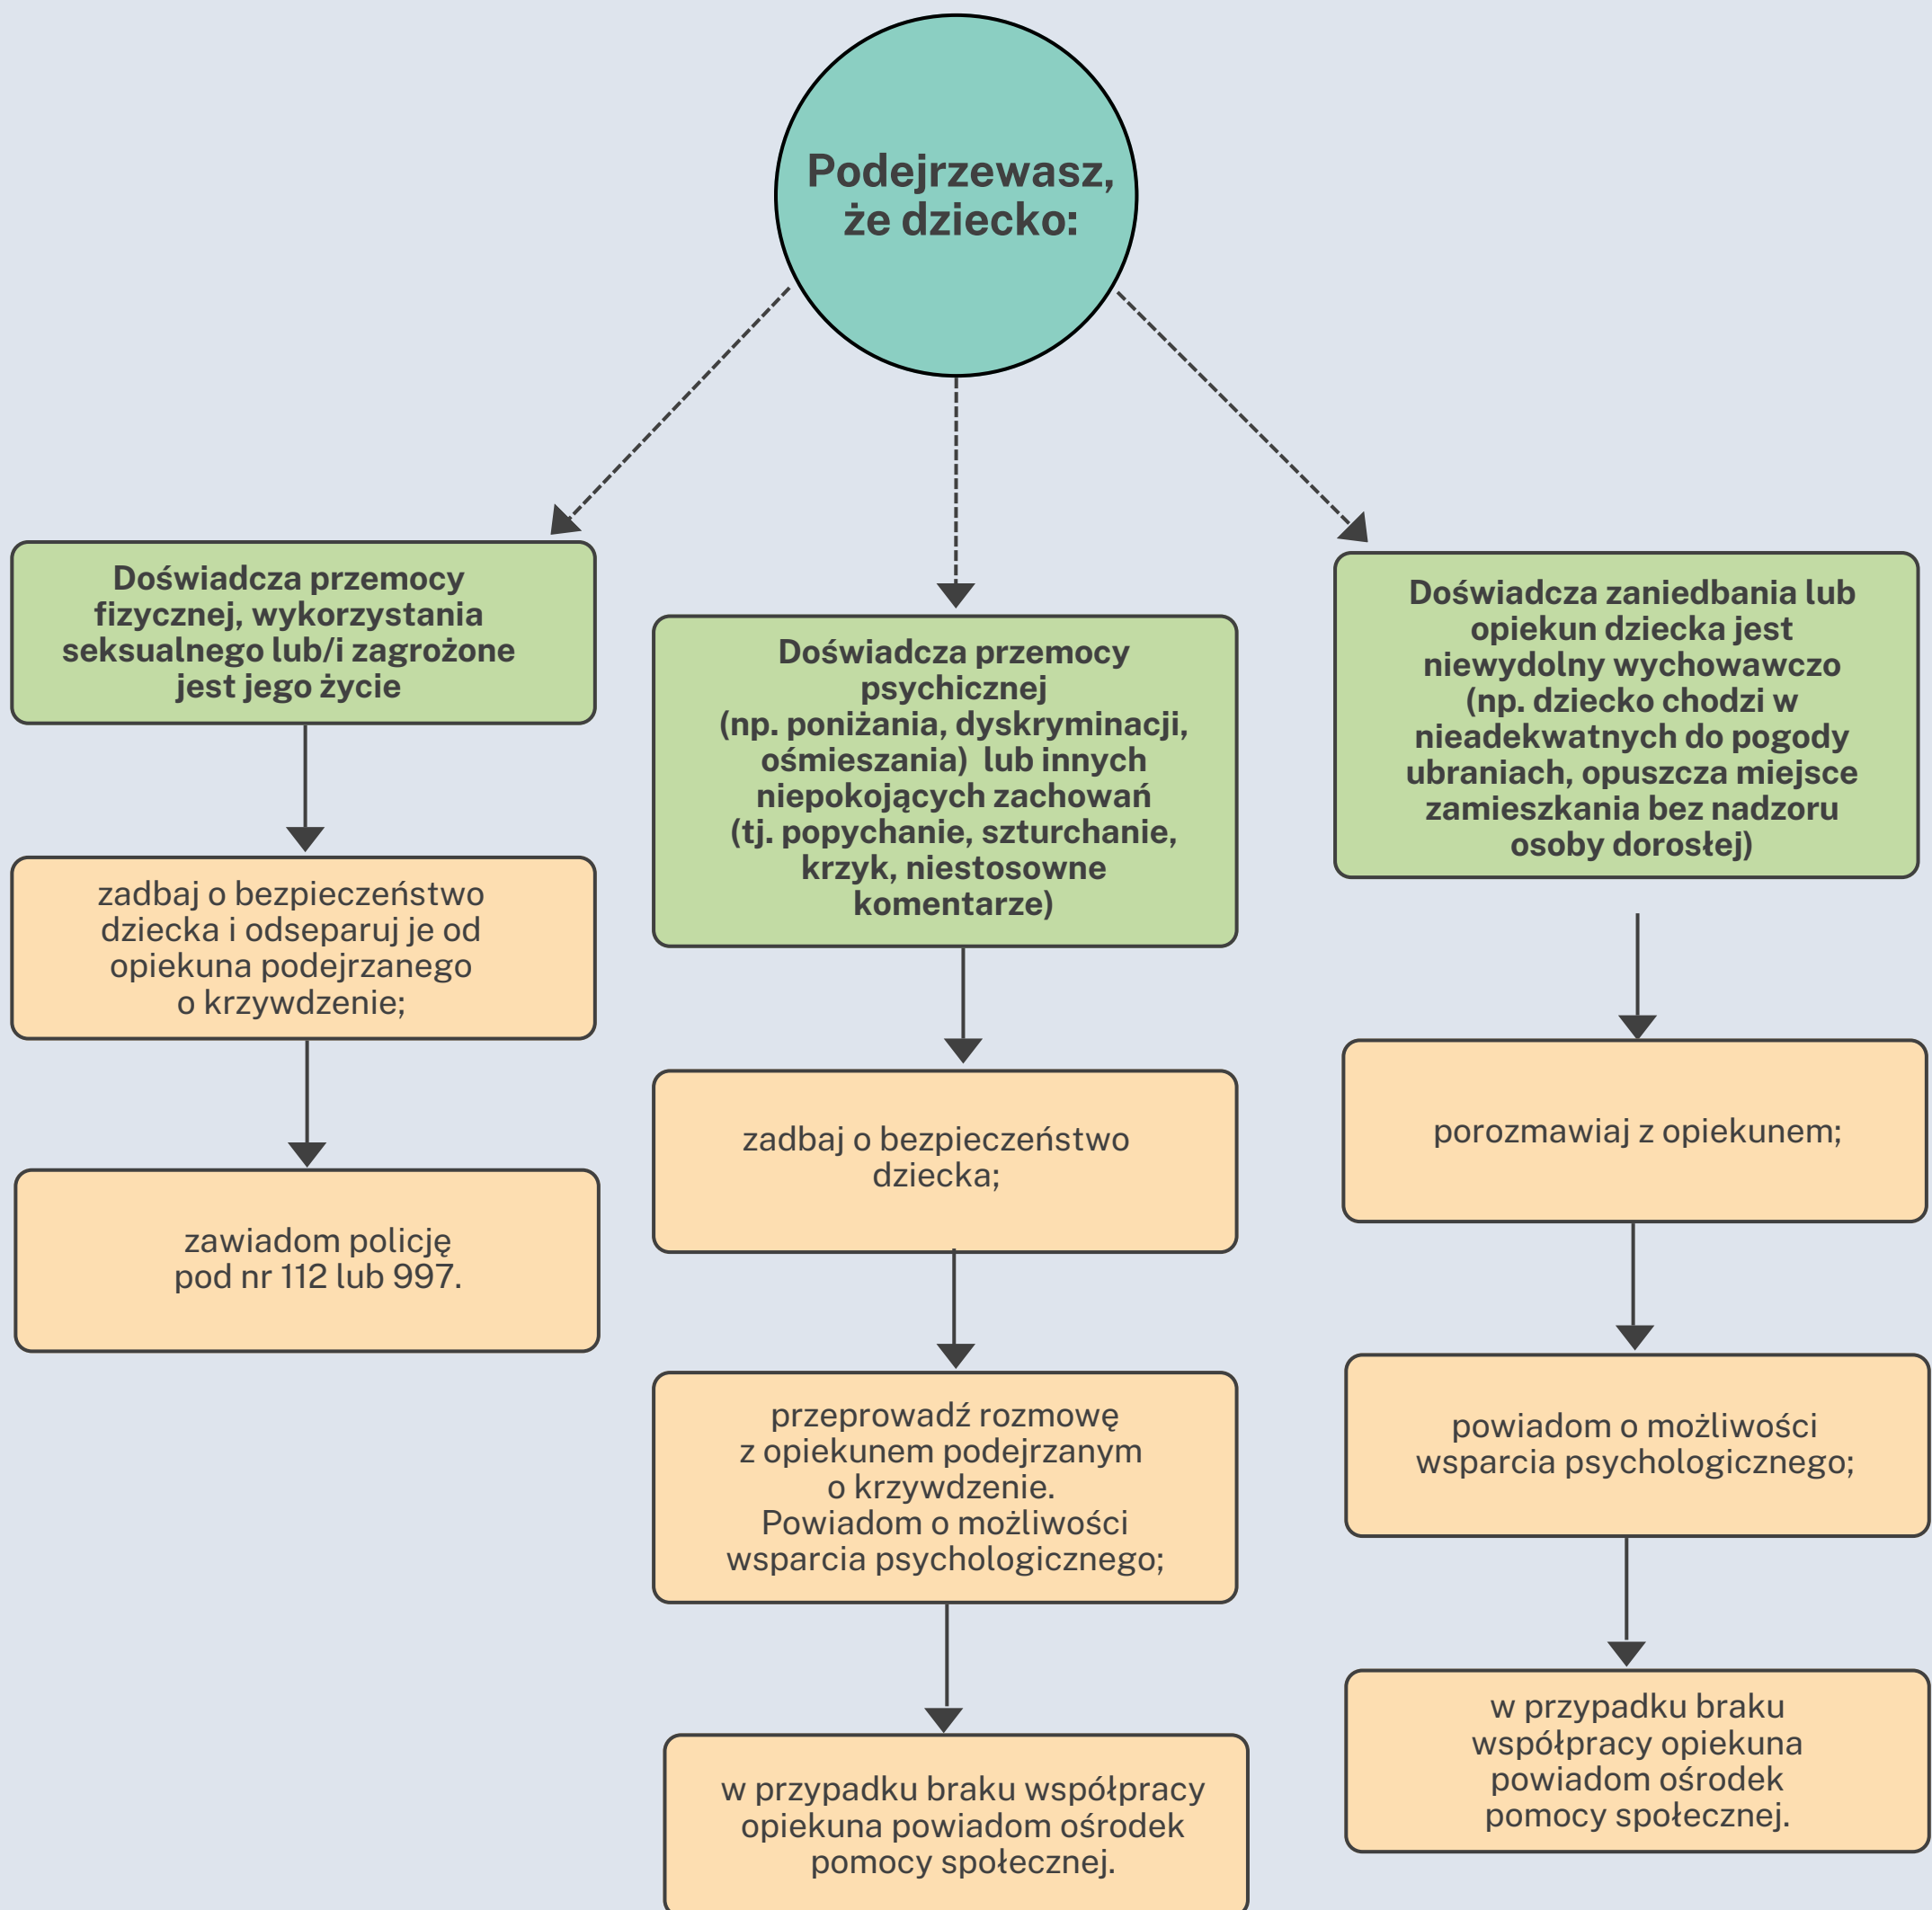 Podejrzewasz,
że dziecko:
Doświadcza przemocy
fizycznej, wykorzystania
seksualnego lub/i zagrożone
jest jego życie
zadbaj o bezpieczeństwo
dziecka i odseparuj je od
opiekuna podejrzanego
o krzywdzenie;
zawiadom policję
pod nr 112 lub 997.
Doświadcza przemocy
psychicznej
(np. poniżania, dyskryminacji,
ośmieszania) lub innych
niepokojących zachowań
(tj. popychanie, szturchanie,
krzyk, niestosowne
komentarze)
zadbaj o bezpieczeństwo
dziecka;
przeprowadź rozmowę
z opiekunem podejrzanym
o krzywdzenie.
Powiadom o możliwości
wsparcia psychologicznego;
w przypadku braku współpracy
opiekuna powiadom ośrodek
pomocy społecznej.
Doświadcza zaniedbania lub
opiekun dziecka jest
niewydolny wychowawczo
(np. dziecko chodzi w
nieadekwatnych do pogody
ubraniach, opuszcza miejsce
zamieszkania bez nadzoru
osoby dorosłej)
porozmawiaj z opiekunem;
powiadom o możliwości
wsparcia psychologicznego;
w przypadku braku
współpracy opiekuna
powiadom ośrodek
pomocy społecznej.